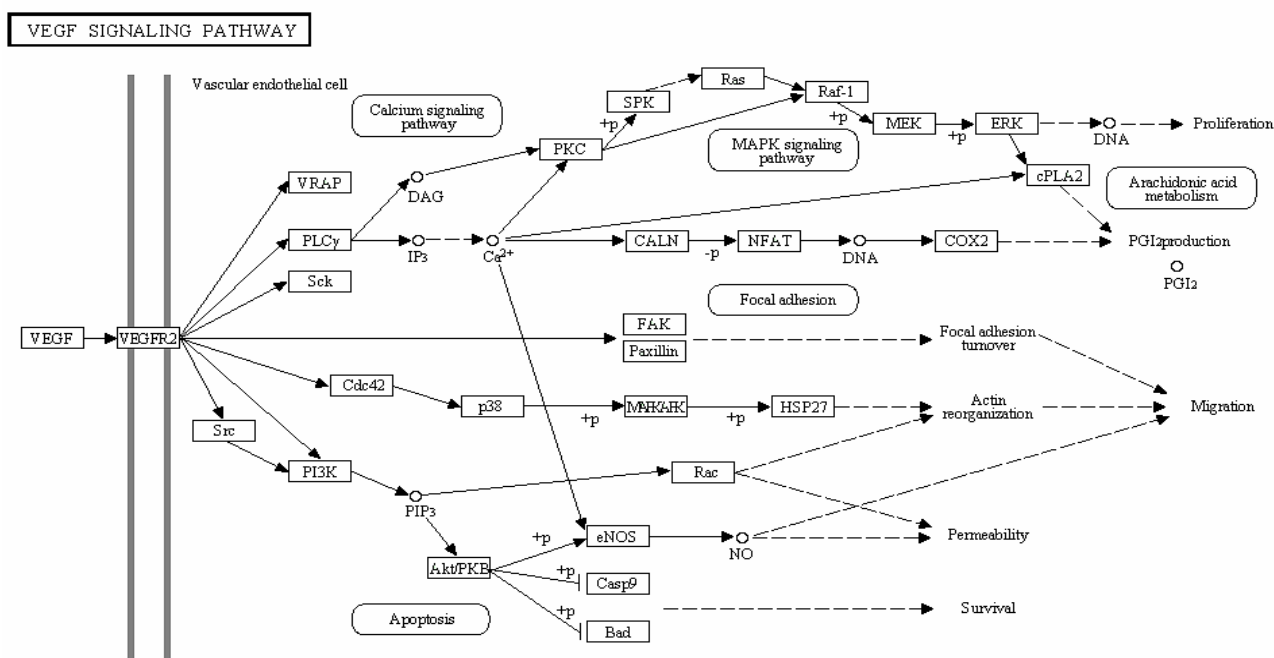 VEGF SIGNALING PATHWAY
Vascular endothelial cell
Calcium signaling
pathway
SPK
Ras
Raf-1
+p
+p
MEK
+p
ERK
DNA
Proliferation
PKC
MAPK signaling
pathway
DAG
VRAP
cPLA2
Arachidonic acid
metabolism
PLCγ
IP3
Ca2+
CALN
-p
NFAT
DNA
COX2
PGI2production
PGI2
Sck
Focal adhesion
VEGF
VEGFR2
FAK
Paxillin
Focal adhesion
turnover
Cdc42
p38
+p
MAPKAPK
+p
HSP27
Actin
reorganization
Migration
Src
PI3K
PIP3
Rac
+p
eNOS
NO
Permeability
Akt/PKB
+p
Casp9
+p
Bad
Survival
Apoptosis